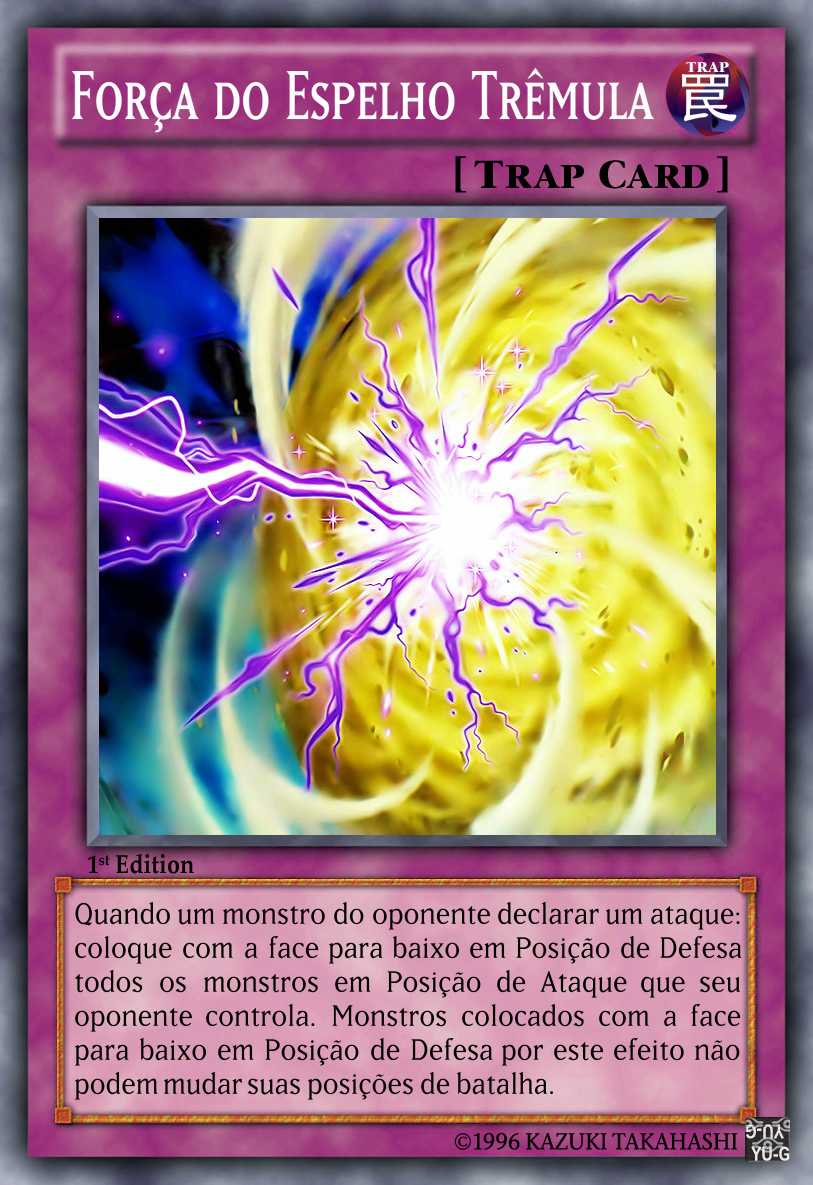 Força do Espelho Trêmula
TRAP
罠
[Trap Card]
1st Edition
Quando um monstro do oponente declarar um ataque:
coloque com a face para baixo em Posição de Defesa
todos os monstros em Posição de Ataque que seu
oponente controla. Monstros colocados com a face
para baixo em Posição de Defesa por este efeito não
podem mudar suas posições de batalha.
©1996 KAZUKI TAKAHASHI
YU-G
YU-G